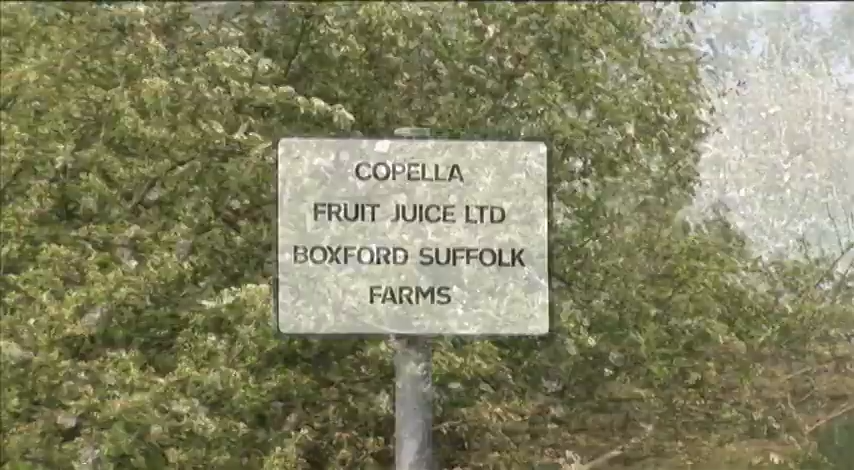 COPELLA
FRUIT JUICE LTD
BOXFORD SUFFOLK
FARMS